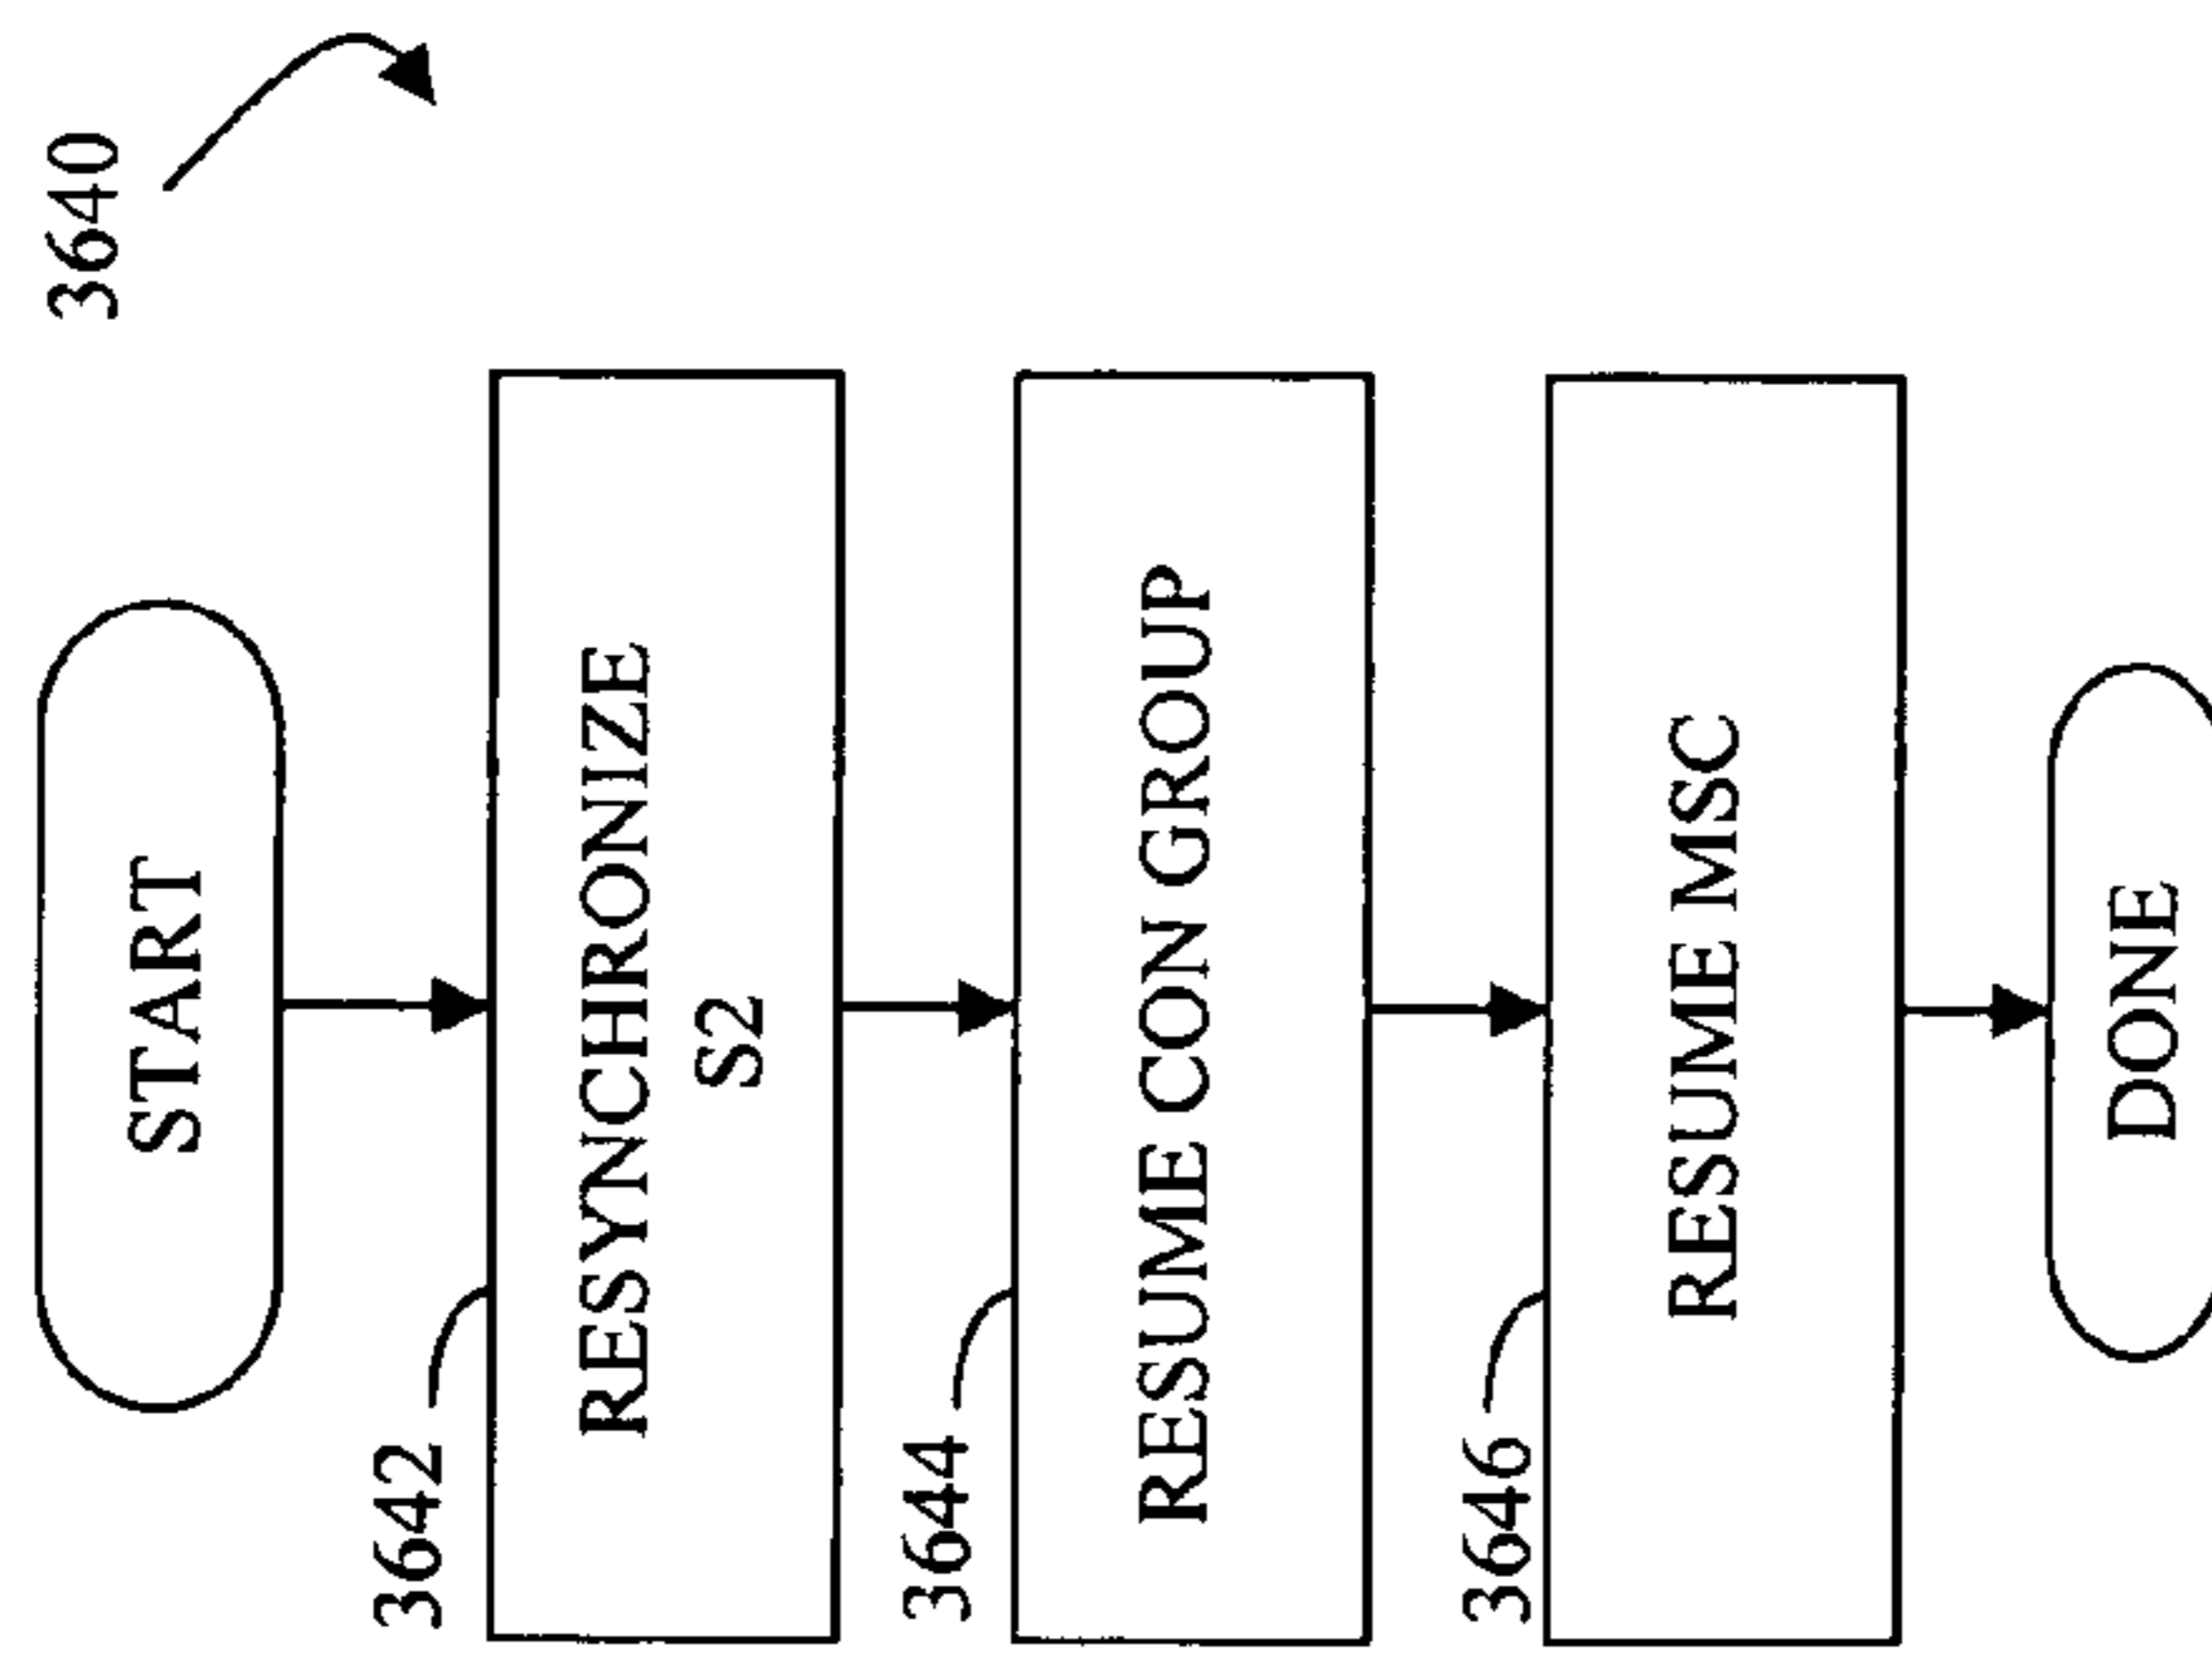 3640
START
3642
RESYNCHRONIZE
S2
3644
RESUME CON GROUP
3646
RESUME MSC
DONE